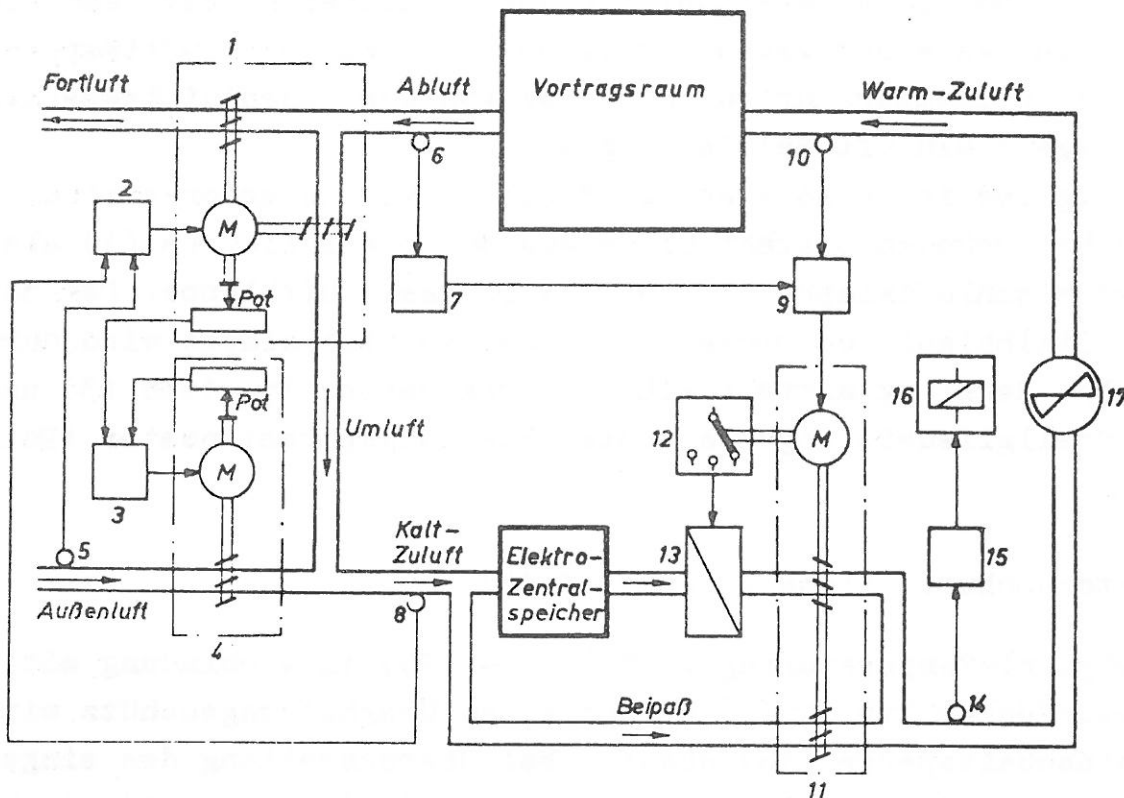 1
Fortluft
Abluft
Vortragsraum
Warm-Zuluft
2
M
6
10
Pot
7
9
Pot
Umluft
16
17
12
M
M
3
5
Kalt-
Zuluft
Elektro-
Zentral-
speicher
13
15
Außenluft
4
8
Beipaß
14
11